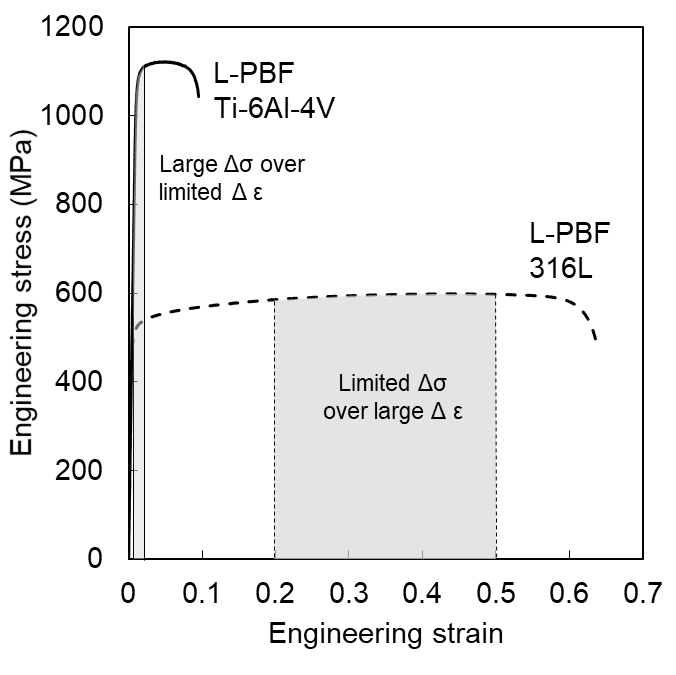 1200
1000
800
600
400
200
0
Engineering stress (MPa)
L-PBF
Ti-6Al-4V
Large Δσ over
limited Δ ε
L-PBF
316L
Limited Δσ
over large Δ ε
0 0.1 0.2 0.3 0.4 0.5 0.6 0.7
Engineering strain